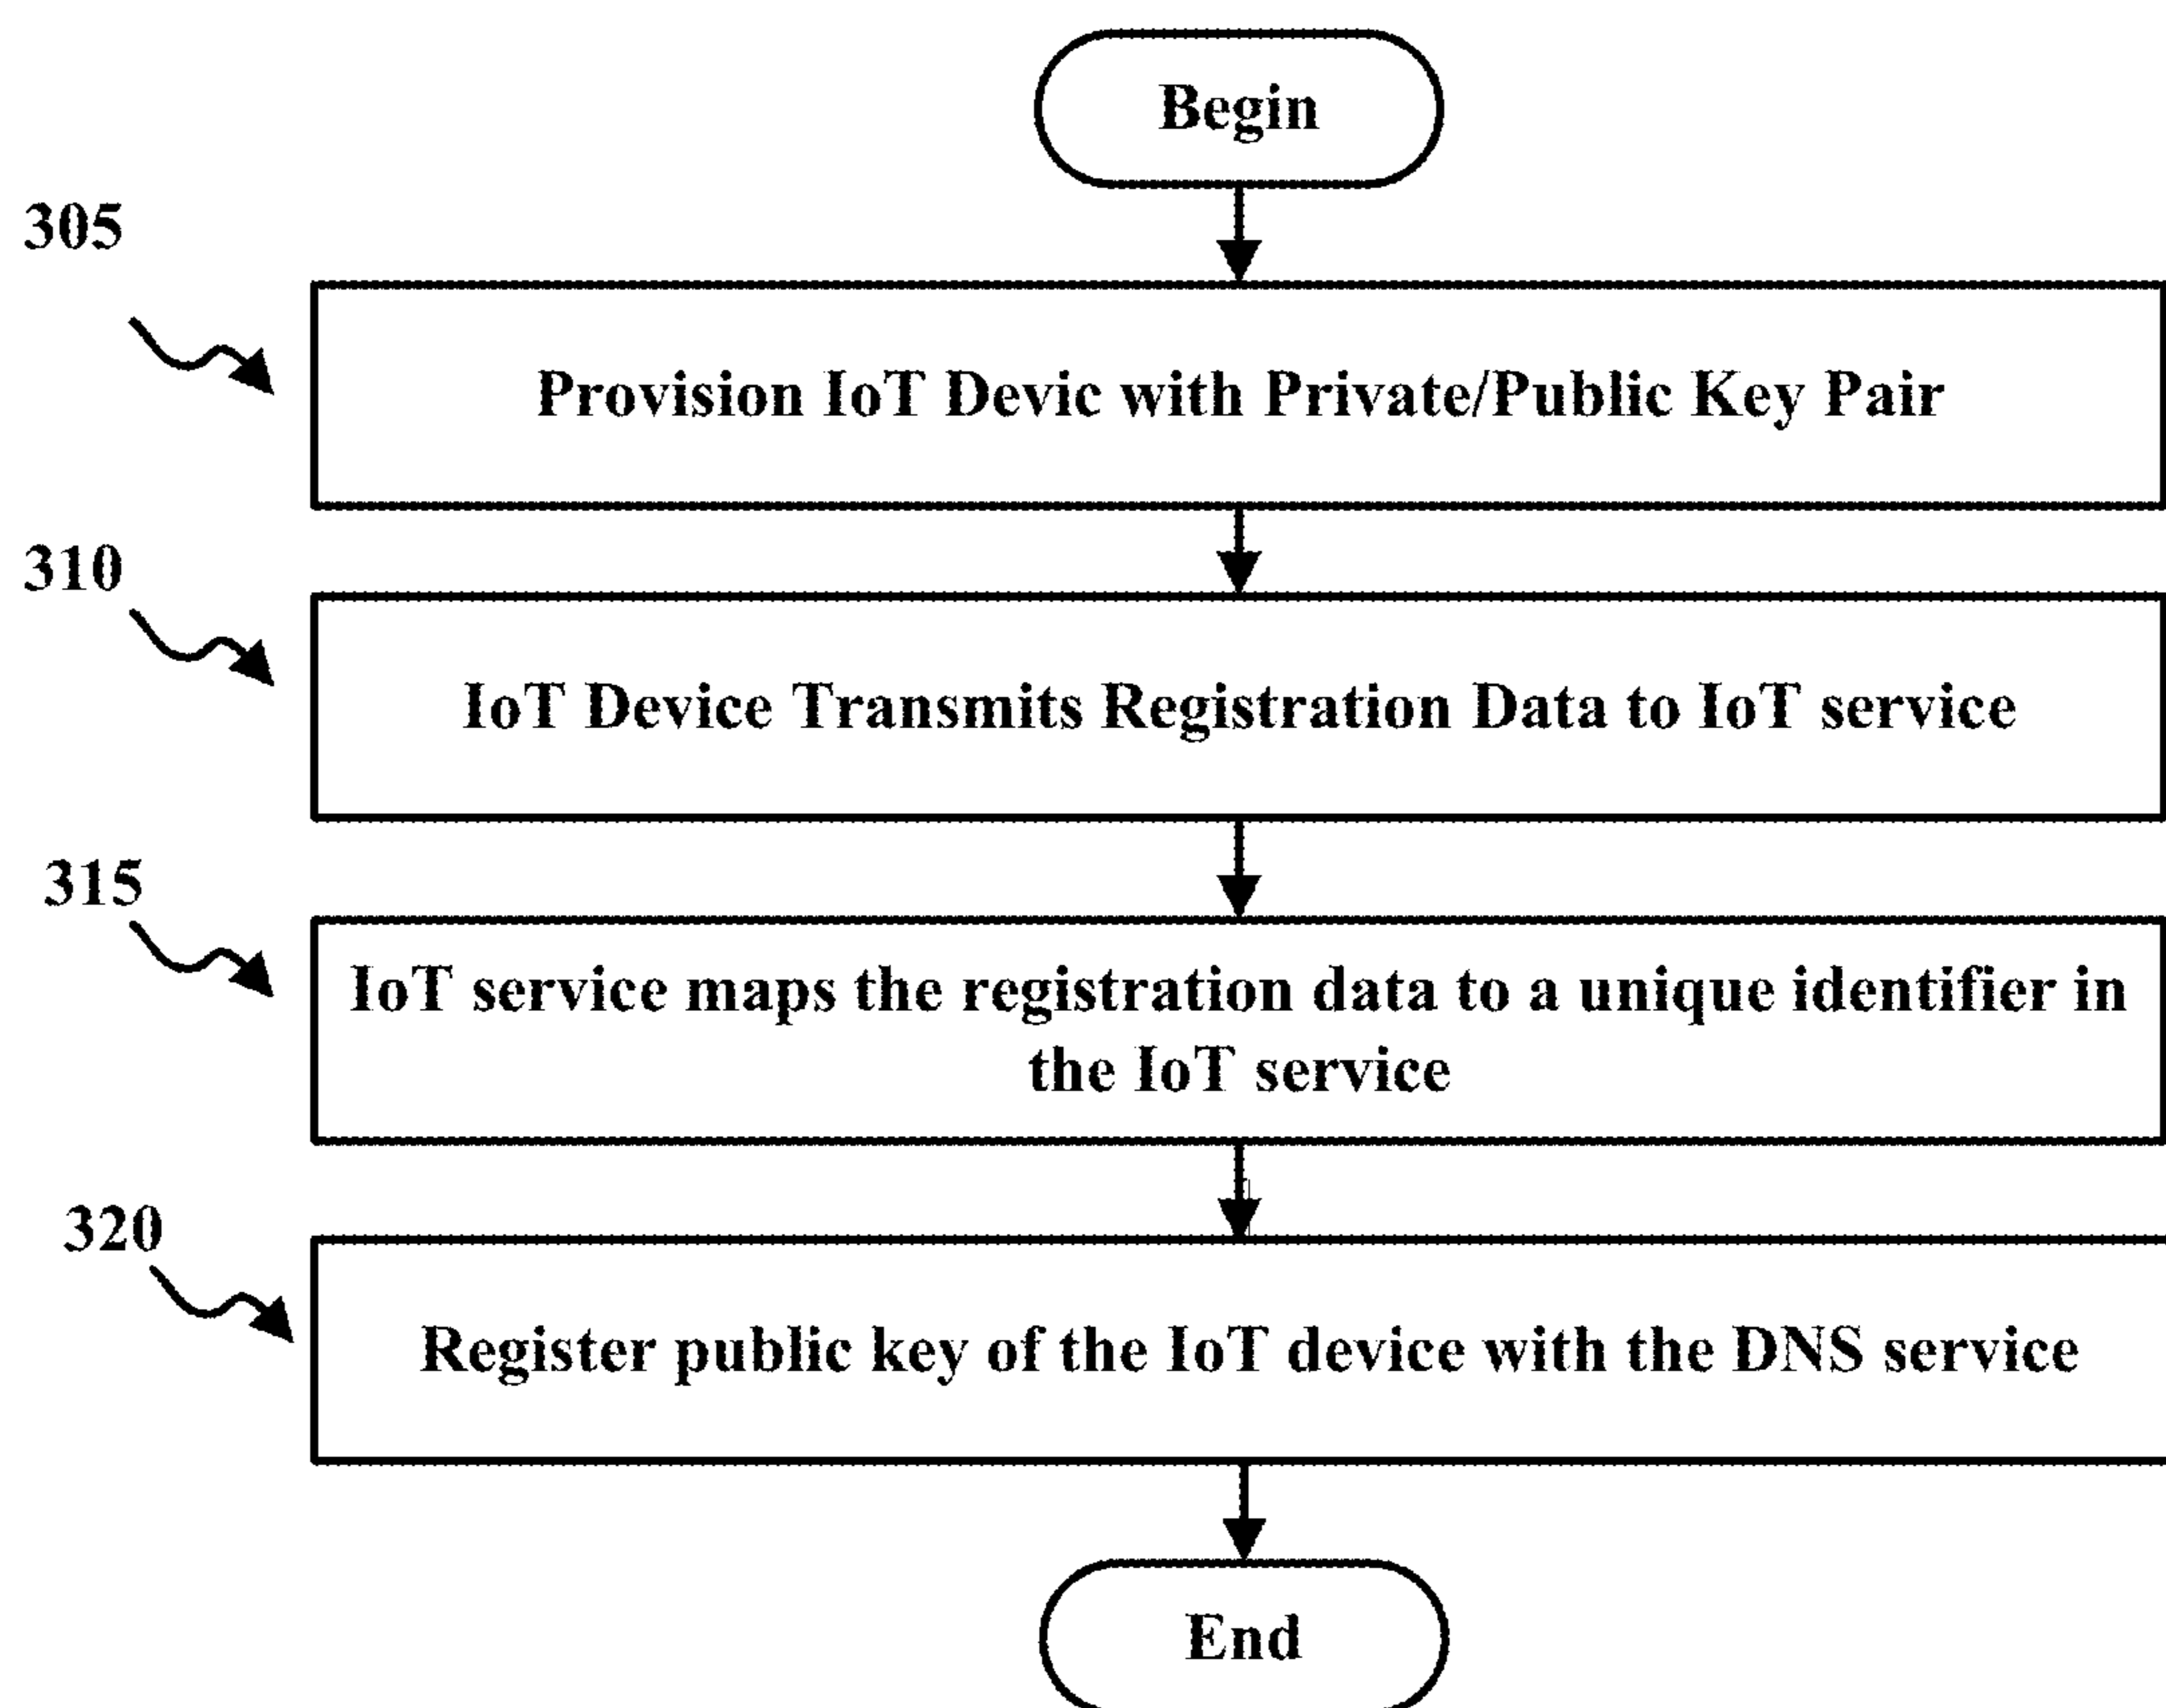 Begin
305
Provision IoT Devic with Private/Public Key Pair
310
IoT Device Transmits Registration Data to IoT service
315
IoT service maps the registration data to a unique identifier in
the IoT service
320
Register public key of the IoT device with the DNS service
End